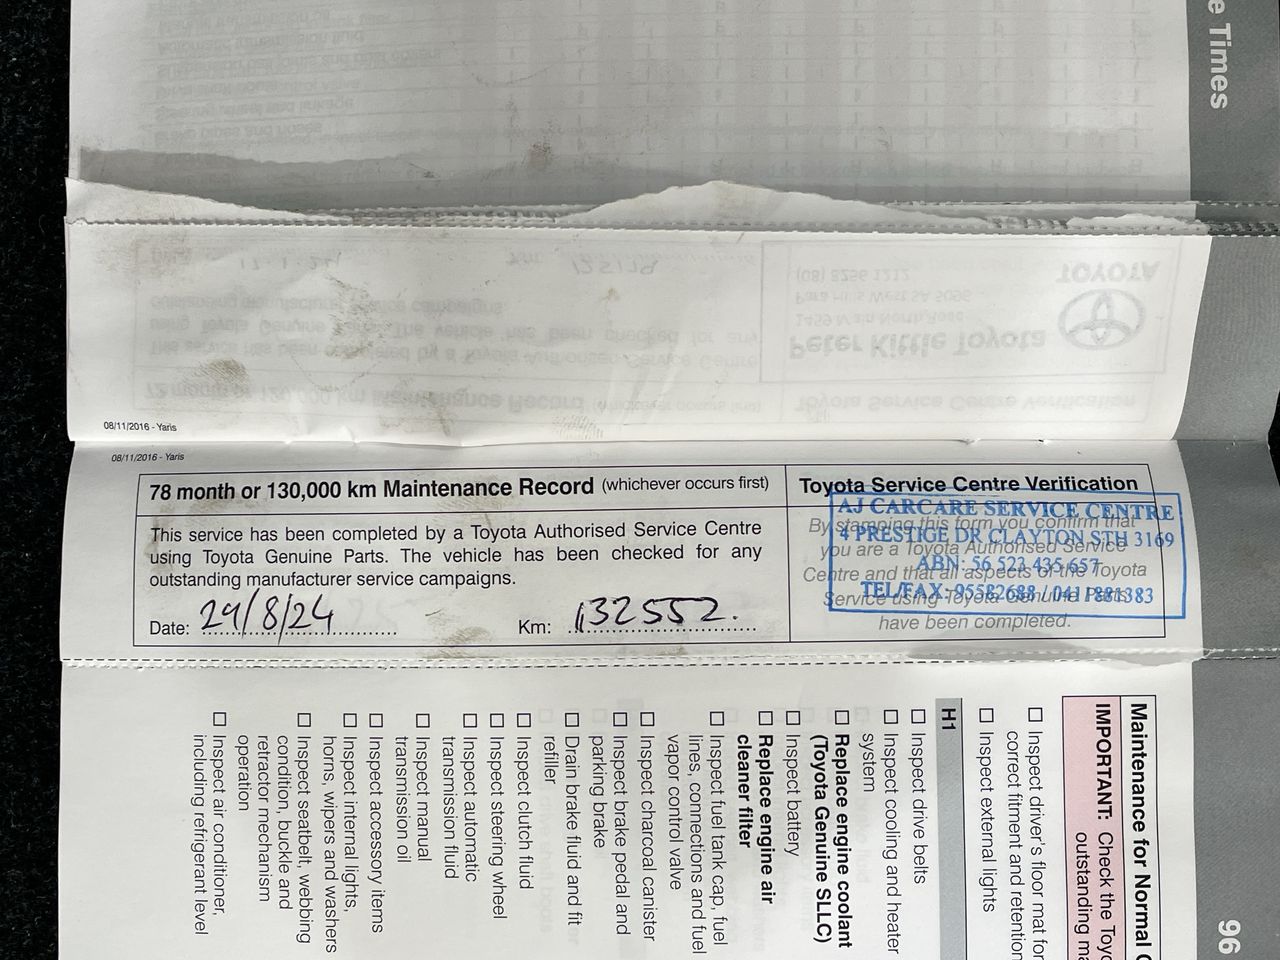 e Times
08/11/2016 - Yaris
08/11/2016 - Yaris
78 month or 130,000 km Maintenance Record (whichever occurs first)
This service has been completed by a Toyota Authorised Service Centre
using Toyota Genuine Parts. The vehicle has been checked for any
outstanding manufacturer service campaigns.
Date: 29/8/24 Km: 132552.
Toyota Service Centre Verification
By stamping this form you confirm that
you are a Toyota Authorised Service
Centre and that all aspects of the Toyota
Service using Toyota Genuine Parts
have been completed.
AJ CARCARE SERVICE CENTRE
4 PRESTIGE DR CLAYTON STH 3169
ABN: 56 523 435 657
TEL/FAX: 95582688 /
Maintenance for Normal
IMPORTANT: Check the Toyo
outstanding ma
☐ Inspect driver's floor mat for
correct fitment and retention
☐ Inspect external lights
H1
☐ Inspect drive belts
☐ Inspect cooling and heater
system
☐ Replace engine coolant
(Toyota Genuine SLLC)
☐ Inspect battery
☐ Replace engine air
cleaner filter
☐ Inspect fuel tank cap, fuel
lines, connections and fuel
vapor control valve
☐ Inspect charcoal canister
☐ Inspect brake pedal and
parking brake
☐ Drain brake fluid and fit
refiller
☐ Inspect clutch fluid
☐ Inspect steering wheel
☐ Inspect automatic
transmission fluid
☐ Inspect manual
transmission oil
☐ Inspect accessory items
☐ Inspect internal lights,
horns, wipers and washers
☐ Inspect seatbelt, webbing
condition, buckle and
retractor mechanism
operation
☐ Inspect air conditioner,
including refrigerant level
96